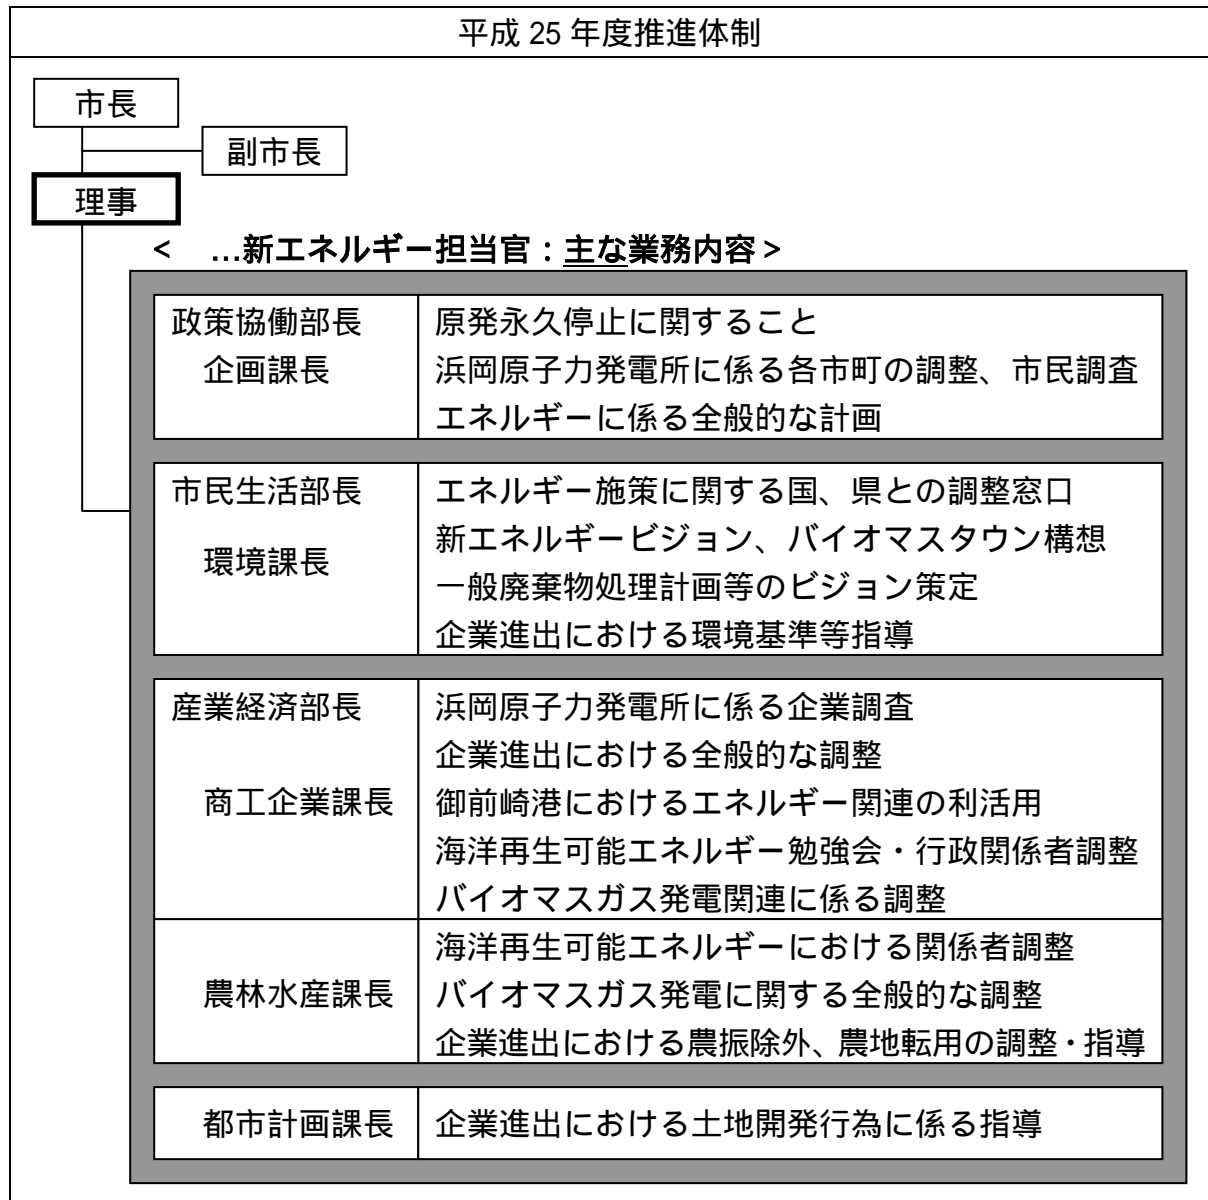 平成 25 年度推進体制
市長
副市長
理事
< …新エネルギー担当官：主な業務内容>
政策協働部長
企画課長
原発永久停止に関すること
浜岡原子力発電所に係る各市町の調整、市民調査
エネルギーに係る全般的な計画
市民生活部長
環境課長
エネルギー施策に関する国、県との調整窓口
新エネルギービジョン、バイオマスタウン構想
一般廃棄物処理計画等のビジョン策定
企業進出における環境基準等指導
産業経済部長
商工企業課長
浜岡原子力発電所に係る企業調査
企業進出における全般的な調整
御前崎港におけるエネルギー関連の利活用
海洋再生可能エネルギー勉強会・行政関係者調整
バイオマスガス発電関連に係る調整
農林水産課長
海洋再生可能エネルギーにおける関係者調整
バイオマスガス発電に関する全般的な調整
企業進出における農振除外、農地転用の調整・指導
都市計画課長
企業進出における土地開発行為に係る指導